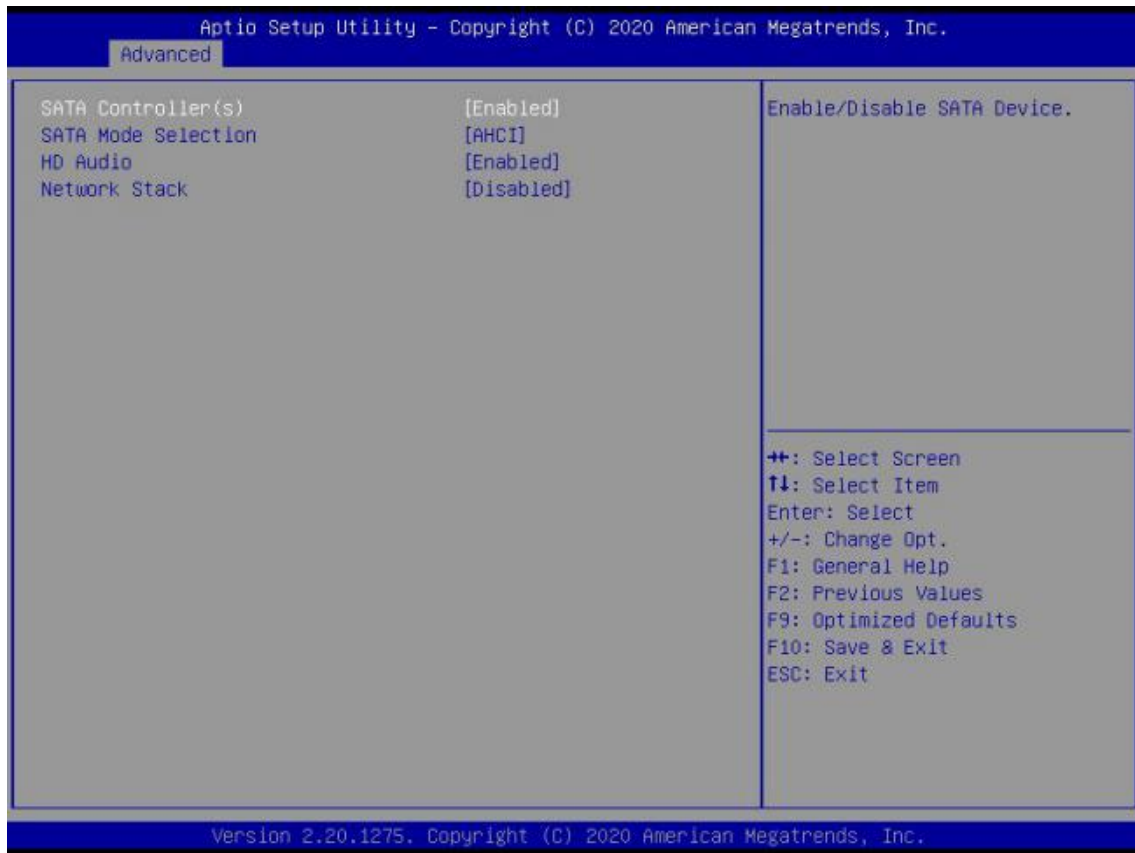 Aptio Setup Utility – Copyright (C) 2020 American Megatrends, Inc.
Advanced
SATA Controller(s) [Enabled]
SATA Mode Selection [AHCI]
HD Audio [Enabled]
Network Stack [Disabled]
Enable/Disable SATA Device.
→←: Select Screen
↑↓: Select Item
Enter: Select
+/-: Change Opt.
F1: General Help
F2: Previous Values
F9: Optimized Defaults
F10: Save & Exit
ESC: Exit
Version 2.20.1275. Copyright (C) 2020 American Megatrends, Inc.